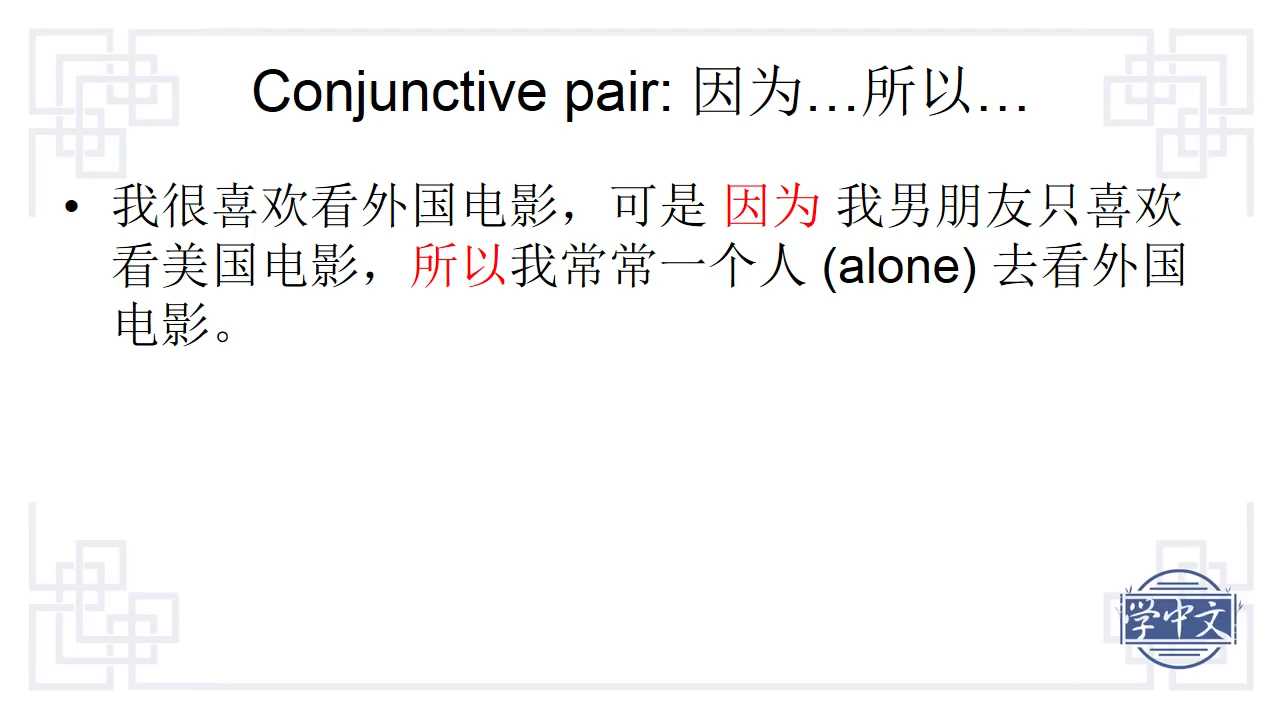 Conjunctive pair: 因为…所以…
• 我很喜欢看外国电影，可是 因为 我男朋友只喜欢
看美国电影，所以我常常一个人 (alone) 去看外国
电影。
学中文